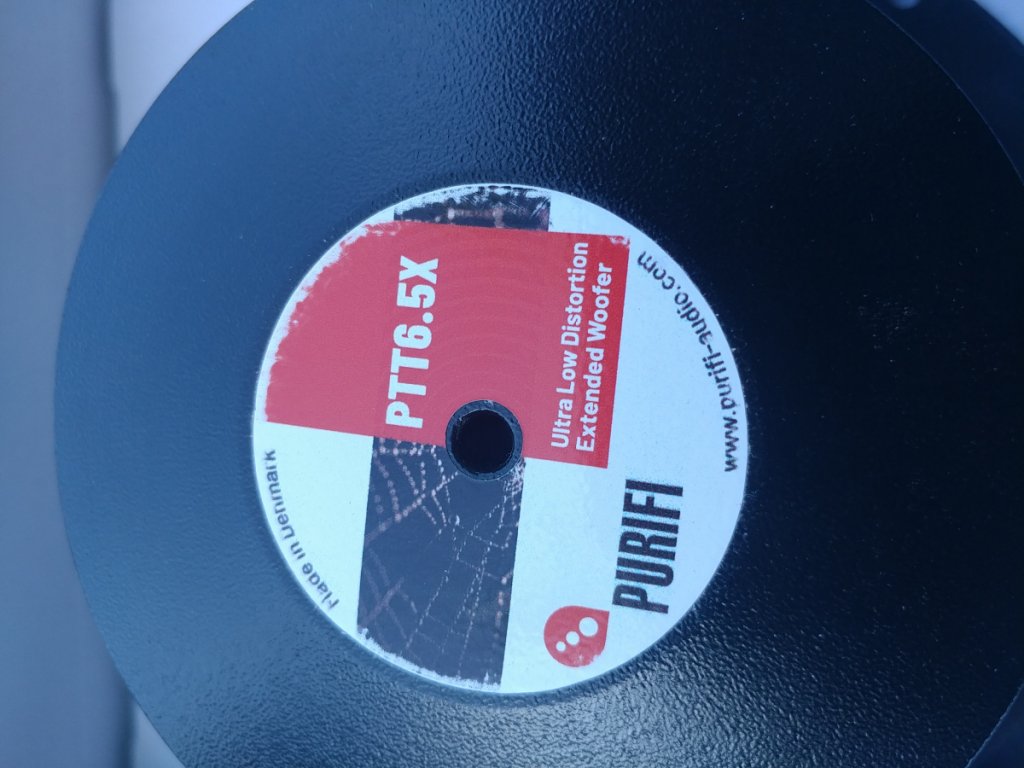 Made in Denmark
PTT6.5X
Ultra Low Distortion
Extended Woofer
PURIFI
www.purifi-audio.com